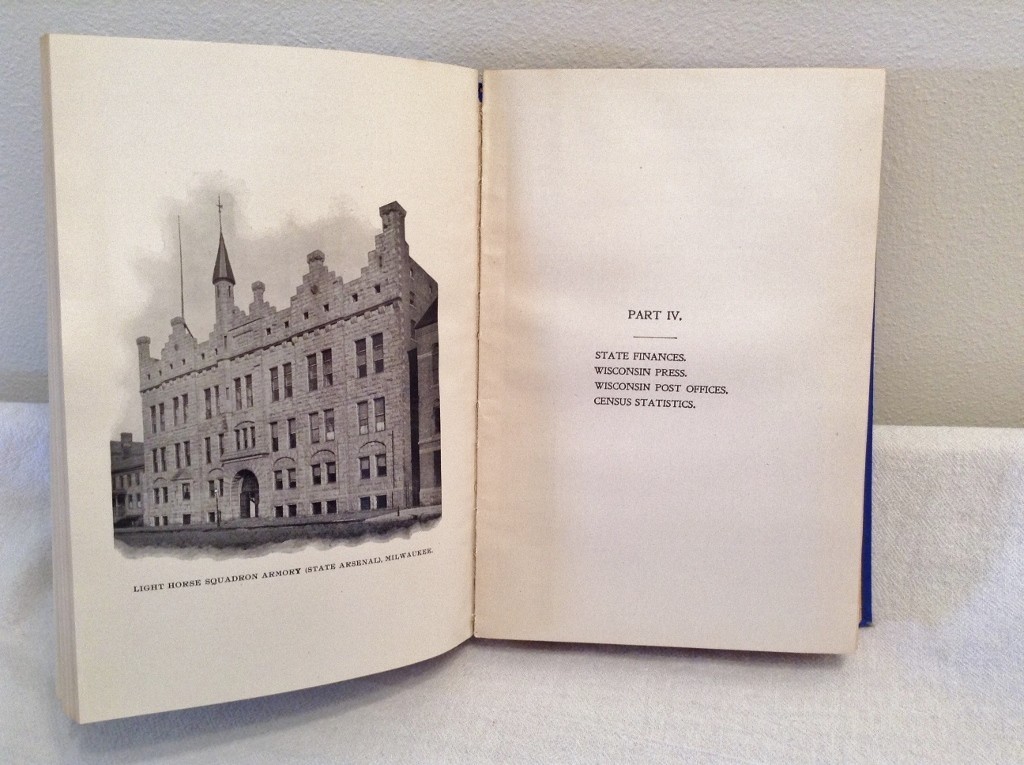 LIGHT HORSE SQUADRON ARMORY (STATE ARSENAL), MILWAUKEE.
PART IV.
STATE FINANCES.
WISCONSIN PRESS.
WISCONSIN POST OFFICES.
CENSUS STATISTICS.